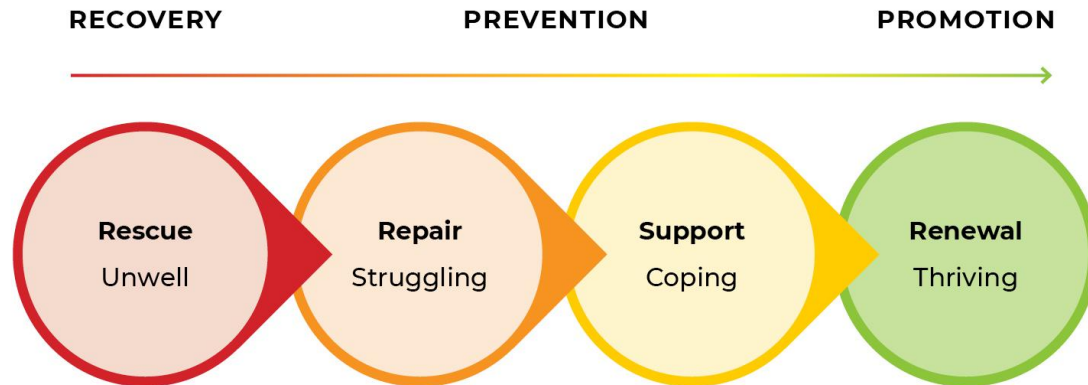 RECOVERY PREVENTION PROMOTION
Rescue
Unwell
Repair
Struggling
Support
Coping
Renewal
Thriving